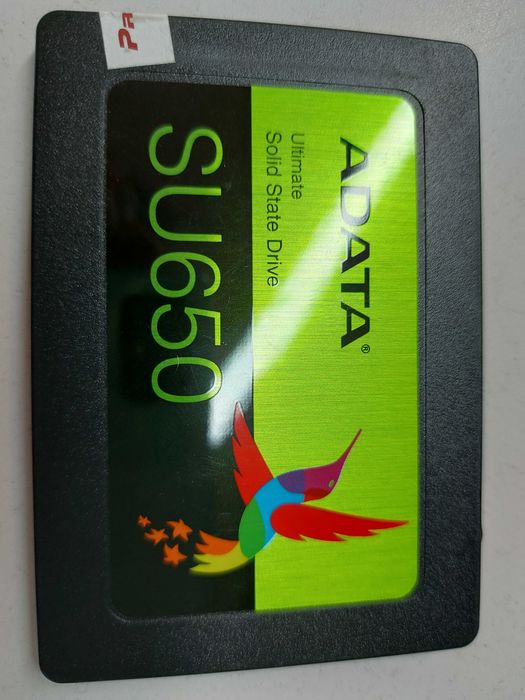 ADATA®
Ultimate
Solid State Drive
SU650